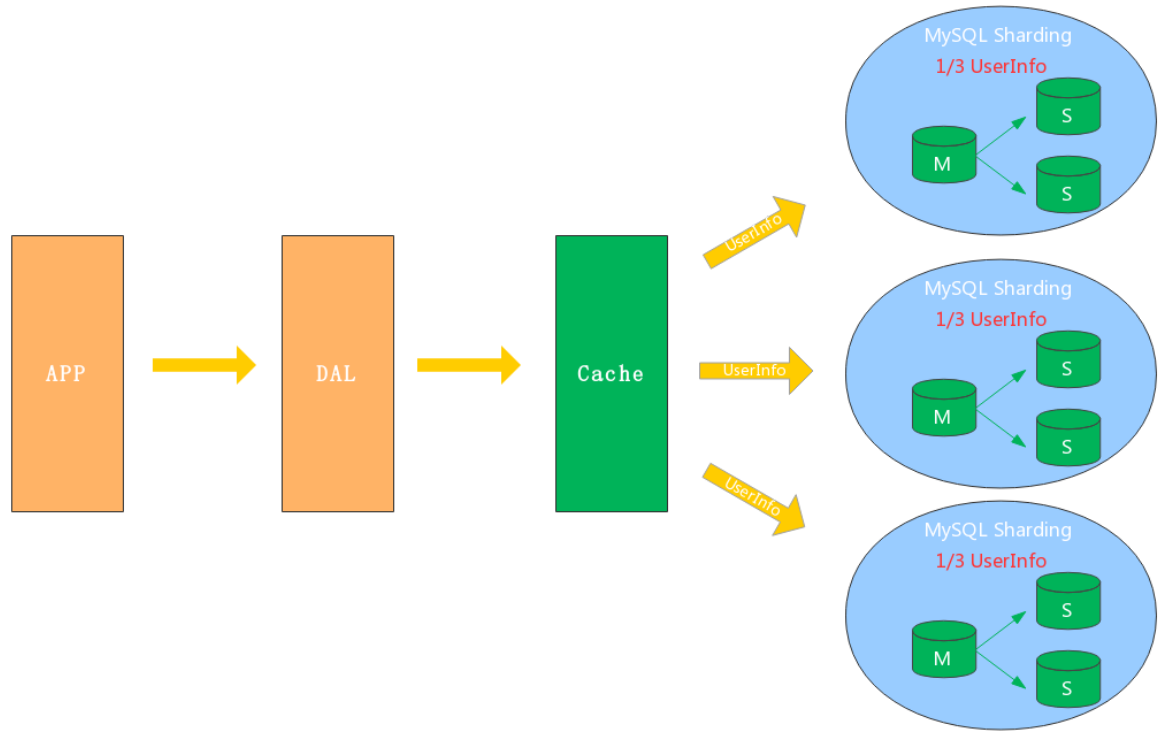 APP
DAL
Cache
UserInfo
UserInfo
UserInfo
MySQL Sharding
1/3 UserInfo
M
S
S
MySQL Sharding
1/3 UserInfo
M
S
S
MySQL Sharding
1/3 UserInfo
M
S
S